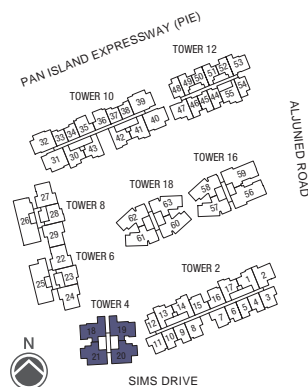 PAN ISLAND EXPRESSWAY (PIE)
TOWER 12
48 49 50 51 52 53
47 46 45 44 55 54
TOWER 10
32 33 34 35 36 37 38 39
31 30 43 42 41 40
ALJUNIED ROAD
TOWER 16
58 59
57 56
TOWER 18
62 63
61 60
TOWER 8
27
26 28
29
TOWER 6
22
25 23
24
TOWER 2
12 13 14 15 16 17 1 2
11 10 9 8 7 6 5 4 3
TOWER 4
18 19
21 20
N
SIMS DRIVE